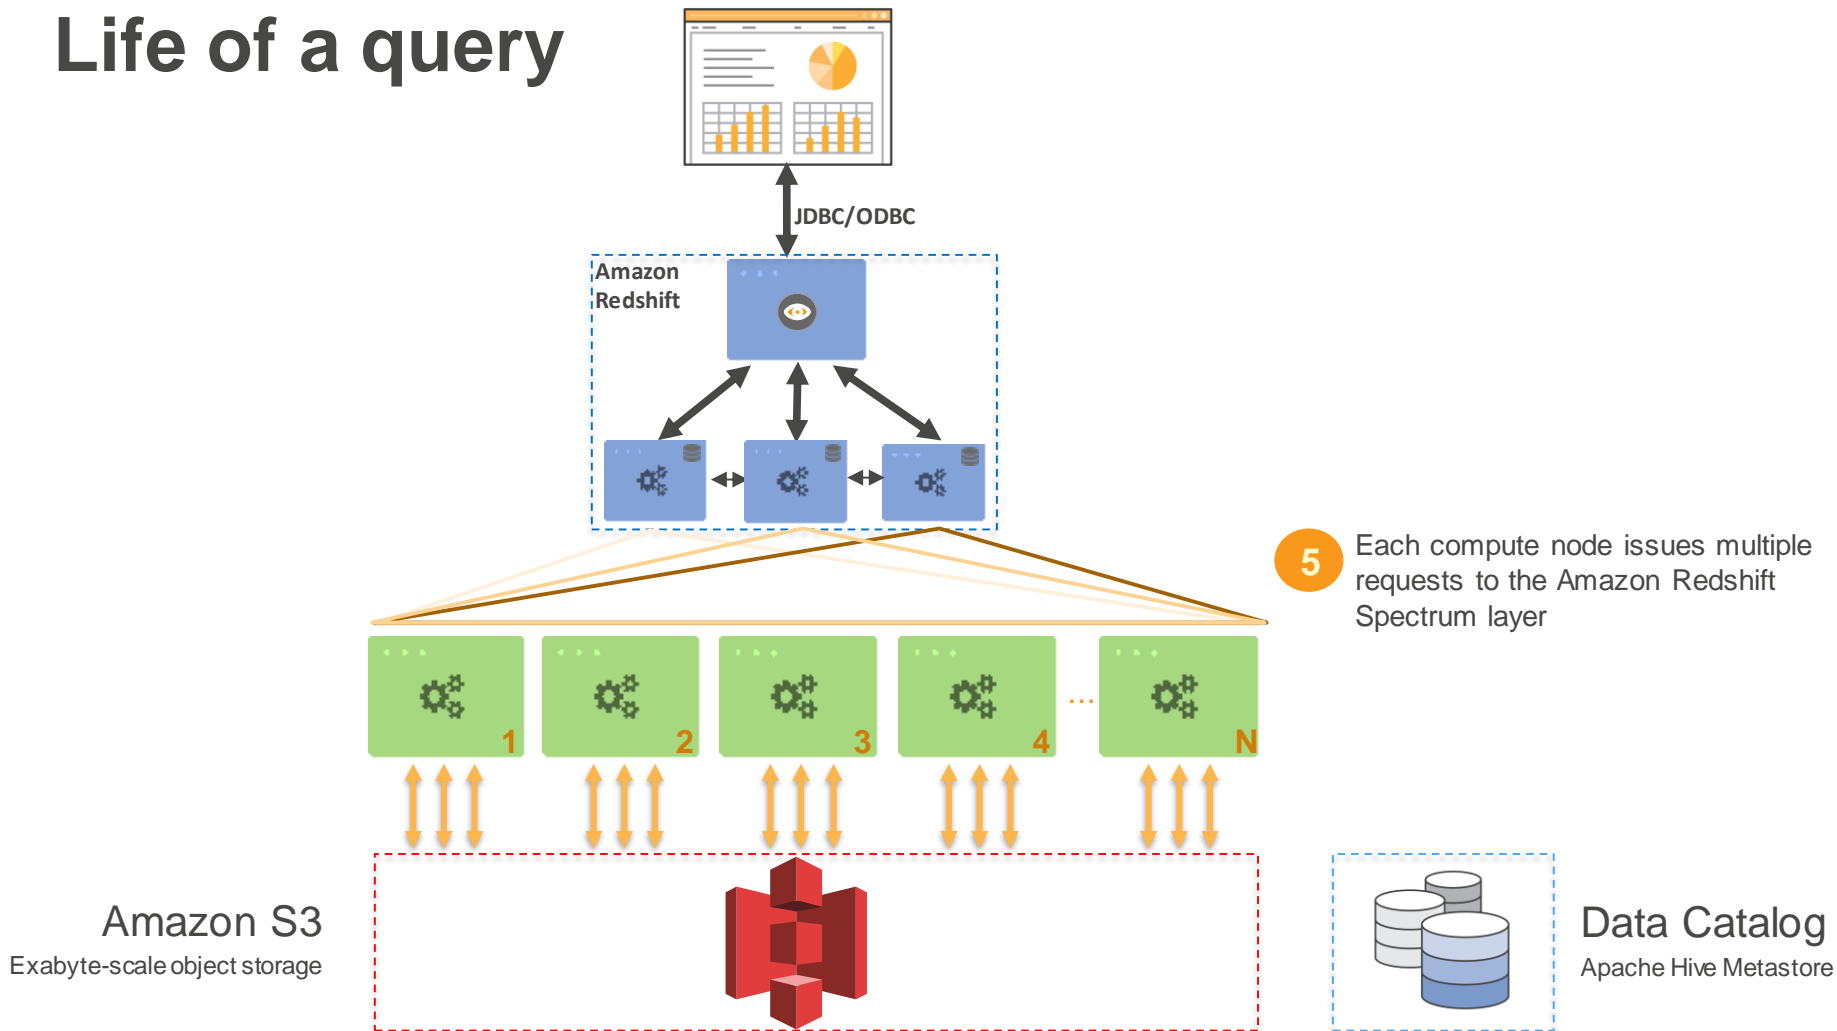 Life of a query
JDBC/ODBC
Amazon
Redshift
5
Each compute node issues multiple
requests to the Amazon Redshift
Spectrum layer
1
2
3
4
...
N
Amazon S3
Exabyte-scale object storage
Data Catalog
Apache Hive Metastore